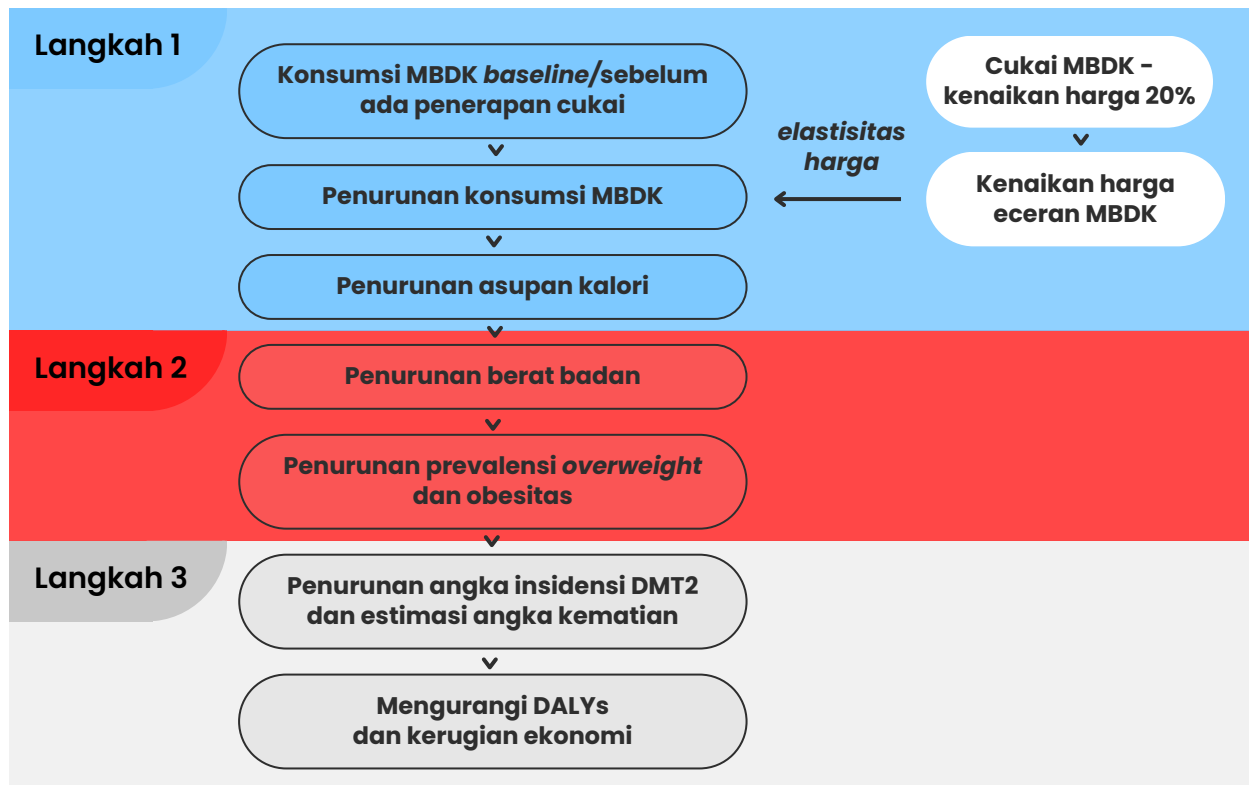 Langkah 1
Konsumsi MBDK baseline/sebelum
ada penerapan cukai
Penurunan konsumsi MBDK
Penurunan asupan kalori
Cukai MBDK -
kenaikan harga 20%
Kenaikan harga
eceran MBDK
elastisitas
harga
Langkah 2
Penurunan berat badan
Penurunan prevalensi overweight
dan obesitas
Langkah 3
Penurunan angka insidensi DMT2
dan estimasi angka kematian
Mengurangi DALYs
dan kerugian ekonomi